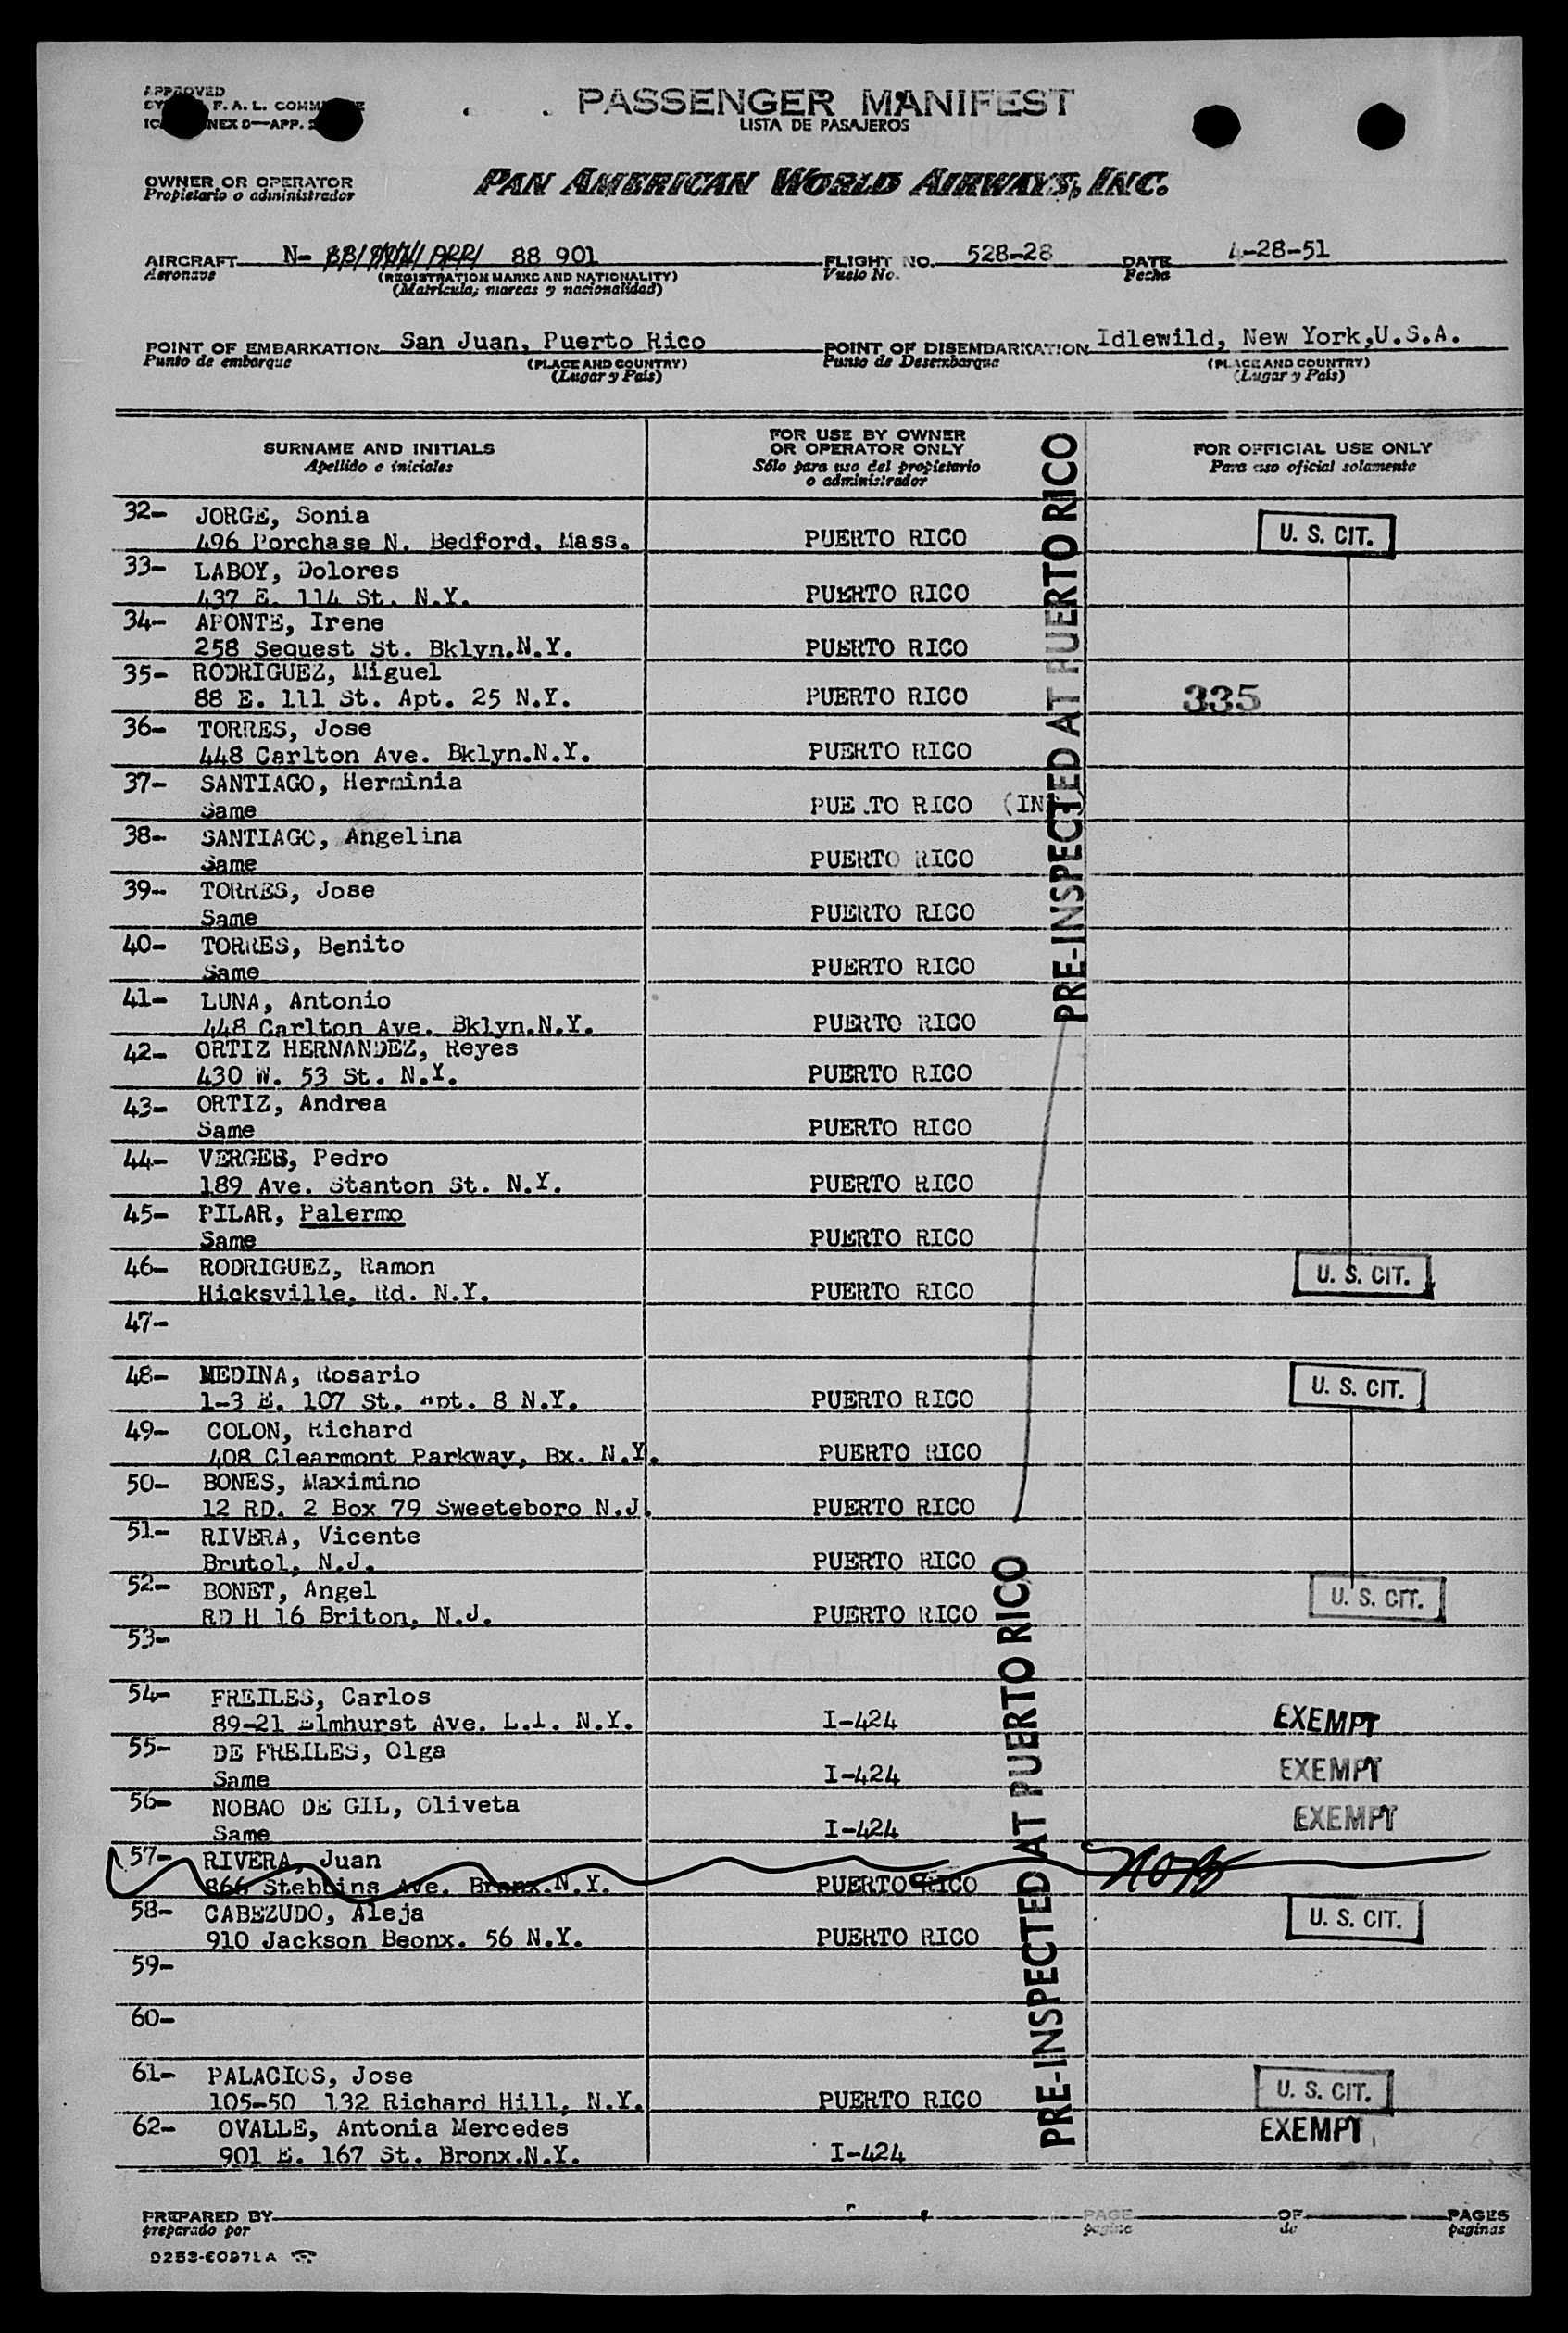 APPROVED
F. A. L.
NEX 9—APP.
PASSENGER MANIFEST
LISTA DE PASAJEROS
OWNER OR OPERATOR
Propietario o administrador
PAN AMERICAN WORLD AIRWAYS, INC.
AIRCRAFT N- 88 901 FLIGHT NO. 528-28 DATE 4-28-51
Aeronave (REGISTRATION MARKS AND NATIONALITY) Vuelo No. Fecha
(Matricula, marcas y nacionalidad)
POINT OF EMBARKATION San Juan, Puerto Rico POINT OF DISEMBARKATION Idlewild, New York,U.S.A.
Punto de embarque (PLACE AND COUNTRY) Punto de Desembarque (PLACE AND COUNTRY)
(Lugar y País) (Lugar y País)
SURNAME AND INITIALS
Apellido e iniciales
FOR USE BY OWNER
OR OPERATOR ONLY
Sólo para uso del propietario
o administrador
FOR OFFICIAL USE ONLY
Para uso oficial solamente
PRE-INSPECTED AT PUERTO RICO
32- JORGE, Sonia
496 Porchase N. Bedford, Mass. PUERTO RICO U. S. CIT.
33- LABOY, Dolores
437 E. 114 St. N.Y. PUERTO RICO
34- APONTE, Irene
258 Sequest St. Bklyn.N.Y. PUERTO RICO
35- RODRIGUEZ, Miguel
88 E. 111 St. Apt. 25 N.Y. PUERTO RICO 335
36- TORRES, Jose
448 Carlton Ave. Bklyn.N.Y. PUERTO RICO
37- SANTIAGO, Herminia
Same PUE.TO RICO
38- SANTIAGO, Angelina
Same PUERTO RICO
39- TORRES, Jose
Same PUERTO RICO
40- TORRES, Benito
Same PUERTO RICO
41- LUNA, Antonio
448 Carlton Ave. Bklyn.N.Y. PUERTO RICO
42- ORTIZ HERNANDEZ, Reyes
430 W. 53 St. N.Y. PUERTO RICO
43- ORTIZ, Andrea
Same PUERTO RICO
44- Pedro
189 Ave. Stanton St. N.Y. PUERTO RICO
45- PILAR, Palermo
Same PUERTO RICO
46- RODRIGUEZ, Ramon
Hicksville, Rd. N.Y. PUERTO RICO U. S. CIT.
47-
48- MEDINA, Rosario
1-3 E. 107 St. Apt. 8 N.Y. PUERTO RICO U. S. CIT.
49- COLON, Richard
408 Clearmont Parkway, Bx. N.Y. PUERTO RICO
50- BONES, Maximino
12 RD. 2 Box 79 Sweeteboro N.J. PUERTO RICO
51- RIVERA, Vicente
Brutol, N.J. PUERTO RICO
52- BONET, Angel
RD H 16 Briton, N.J. PUERTO RICO U. S. CIT.
53-
PRE-INSPECTED AT PUERTO RICO
54- FREILES, Carlos
89-21 Elmhurst Ave. L.I. N.Y. I-424 EXEMPT
55- DE FREILES, Olga
Same I-424 EXEMPT
56- NOBAO DE GIL, Oliveta
Same I-424 EXEMPT
57- RIVERA, Juan
866 Stebbins Ave. Bronx.N.Y. PUERTO RICO
58- CABEZUDO, Aleja
910 Jackson Beonx. 56 N.Y. PUERTO RICO U. S. CIT.
59-
60-
61- PALACIOS, Jose
105-50 132 Richard Hill, N.Y. PUERTO RICO U. S. CIT.
62- OVALLE, Antonia Mercedes
901 E. 167 St. Bronx.N.Y. I-424 EXEMPT
PREPARED BY PAGE OF PAGES
preparado por pagina de paginas